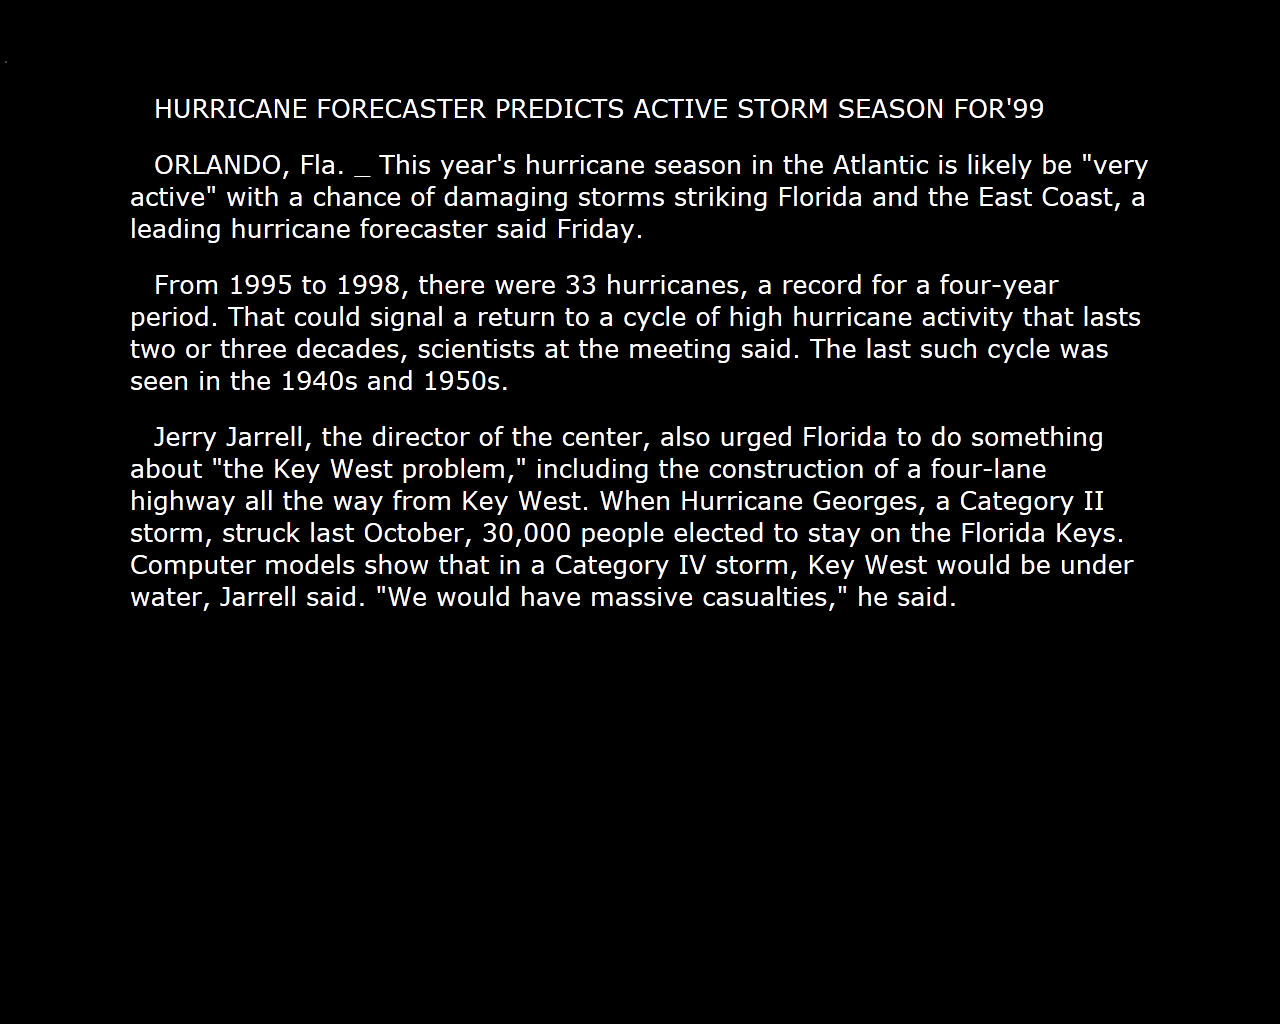 HURRICANE FORECASTER PREDICTS ACTIVE STORM SEASON FOR'99
ORLANDO, Fla. _ This year's hurricane season in the Atlantic is likely be "very
active" with a chance of damaging storms striking Florida and the East Coast, a
leading hurricane forecaster said Friday.
From 1995 to 1998, there were 33 hurricanes, a record for a four-year
period. That could signal a return to a cycle of high hurricane activity that lasts
two or three decades, scientists at the meeting said. The last such cycle was
seen in the 1940s and 1950s.
Jerry Jarrell, the director of the center, also urged Florida to do something
about "the Key West problem," including the construction of a four-lane
highway all the way from Key West. When Hurricane Georges, a Category II
storm, struck last October, 30,000 people elected to stay on the Florida Keys.
Computer models show that in a Category IV storm, Key West would be under
water, Jarrell said. "We would have massive casualties," he said.